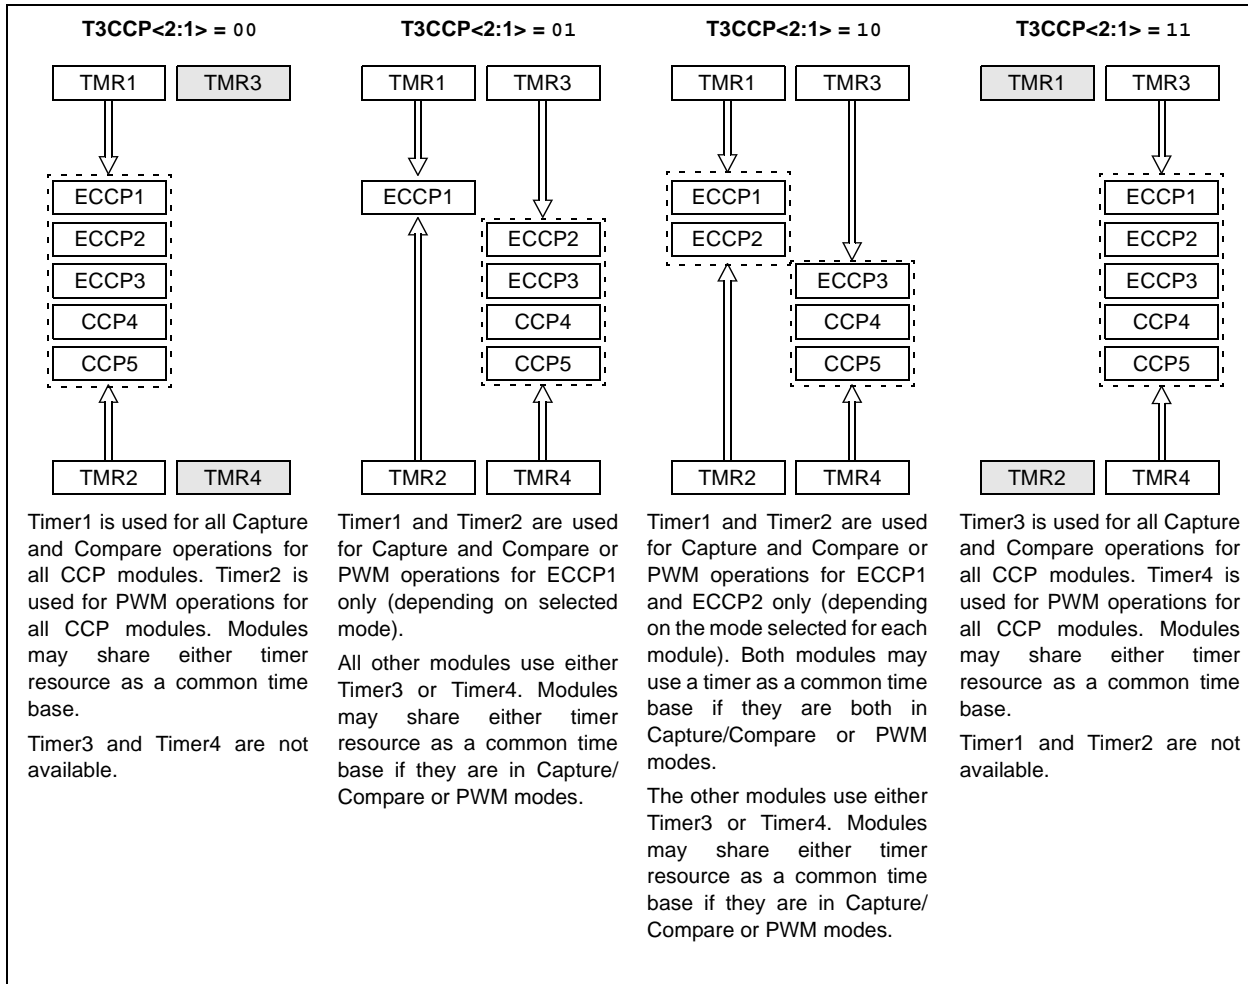 T3CCP<2:1> = 00
TMR1 TMR3
ECCP1
ECCP2
ECCP3
CCP4
CCP5
TMR2 TMR4
Timer1 is used for all Capture
and Compare operations for
all CCP modules. Timer2 is
used for PWM operations for
all CCP modules. Modules
may share either timer
resource as a common time
base.
Timer3 and Timer4 are not
available.
T3CCP<2:1> = 01
TMR1 TMR3
ECCP1
ECCP2
ECCP3
CCP4
CCP5
TMR2 TMR4
Timer1 and Timer2 are used
for Capture and Compare or
PWM operations for ECCP1
only (depending on selected
mode).
All other modules use either
Timer3 or Timer4. Modules
may share either timer
resource as a common time
base if they are in Capture/
Compare or PWM modes.
T3CCP<2:1> = 10
TMR1 TMR3
ECCP1
ECCP2
ECCP3
CCP4
CCP5
TMR2 TMR4
Timer1 and Timer2 are used
for Capture and Compare or
PWM operations for ECCP1
and ECCP2 only (depending
on the mode selected for each
module). Both modules may
use a timer as a common time
base if they are both in
Capture/Compare or PWM
modes.
The other modules use either
Timer3 or Timer4. Modules
may share either timer
resource as a common time
base if they are in Capture/
Compare or PWM modes.
T3CCP<2:1> = 11
TMR1 TMR3
ECCP1
ECCP2
ECCP3
CCP4
CCP5
TMR2 TMR4
Timer3 is used for all Capture
and Compare operations for
all CCP modules. Timer4 is
used for PWM operations for
all CCP modules. Modules
may share either timer
resource as a common time
base.
Timer1 and Timer2 are not
available.